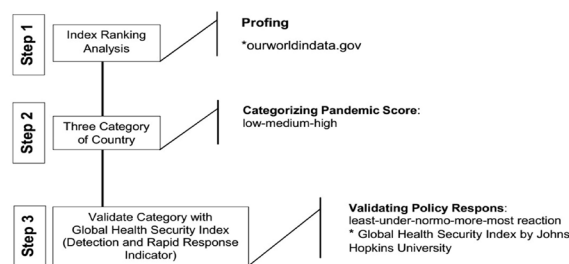 Step 1
Index Ranking
Analysis
Profing
*ourworldindata.gov
Step 2
Three Category
of Country
Categorizing Pandemic Score:
low-medium-high
Step 3
Validate Category with
Global Health Security Index
(Detection and Rapid Response
Indicator)
Validating Policy Respons:
least-under-normo-more-most reaction
* Global Health Security Index by Johns
Hopkins University